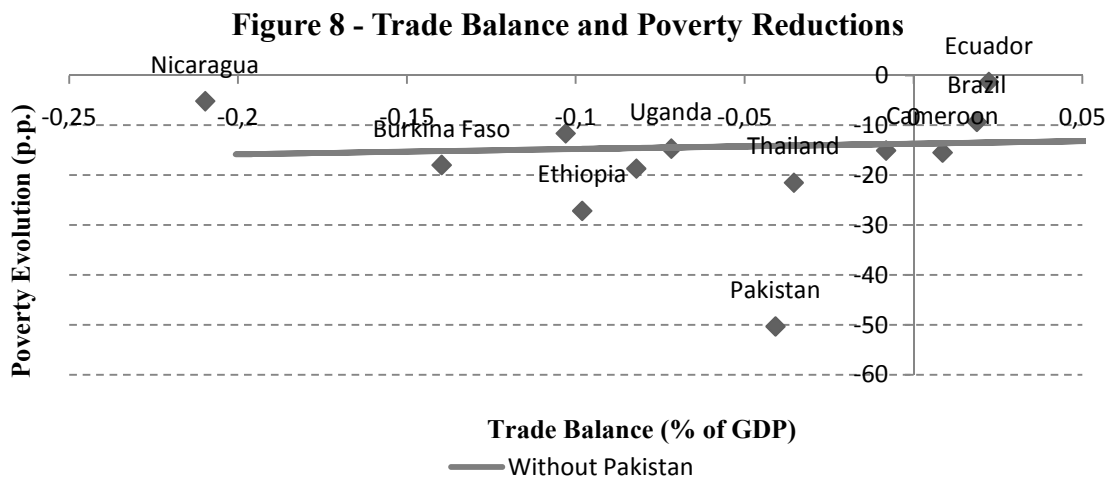 Figure 8 - Trade Balance and Poverty Reductions
Ecuador
Nicaragua
0
-0,25
-0,2
-0,15
-0,1
-0,05
0
0,05
Brazil
Uganda
Cameroon
Burkina Faso
-10
Thailand
Ethiopia
-20
-30
Pakistan
-40
-50
-60
Poverty Evolution (p.p.)
Trade Balance (% of GDP)
Without Pakistan